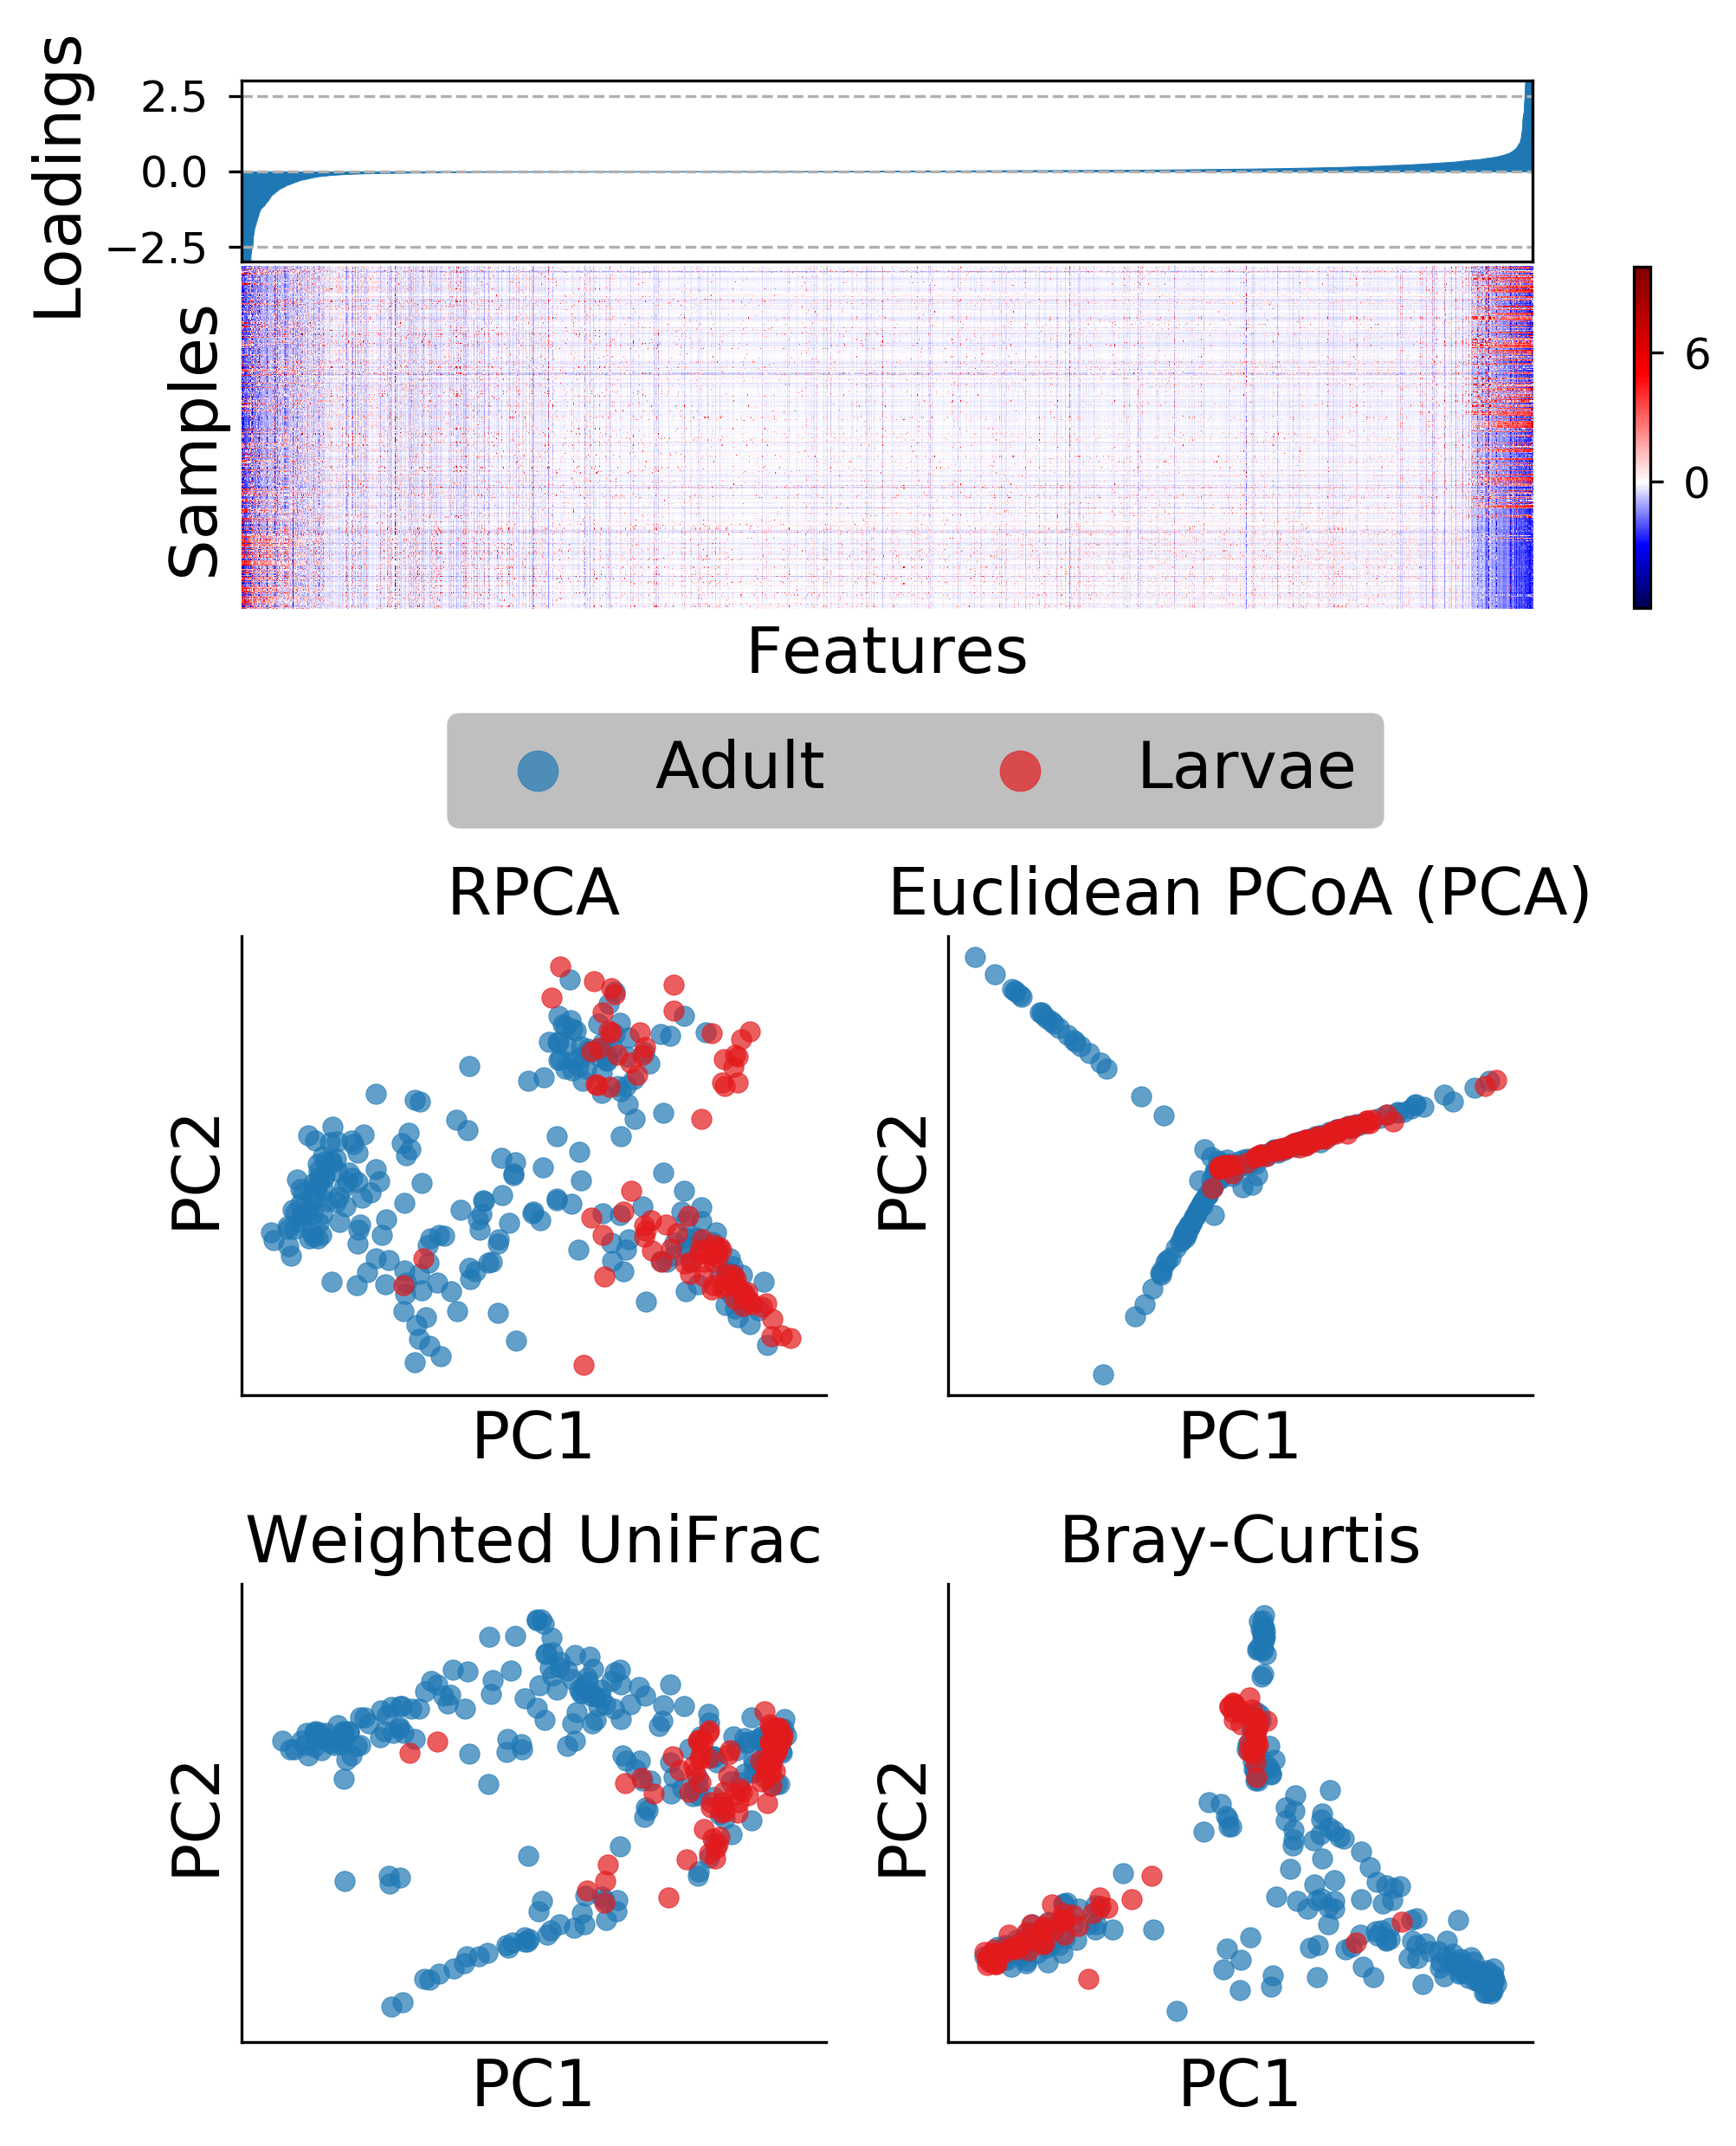 Loadings
2.5
0.0
−2.5
Samples
6
0
Features
Adult
Larvae
RPCA
Euclidean PCoA (PCA)
PC2
PC2
PC1
PC1
Weighted UniFrac
Bray-Curtis
PC2
PC2
PC1
PC1